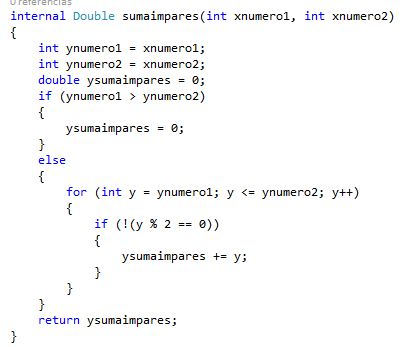 0 referencias
internal Double sumaimpares(int xnumero1, int xnumero2)
{
int ynumero1 = xnumero1;
int ynumero2 = xnumero2;
double ysumaimpares = 0;
if (ynumero1 > ynumero2)
{
ysumaimpares = 0;
}
else
{
for (int y = ynumero1; y <= ynumero2; y++)
{
if (!(y % 2 == 0))
{
ysumaimpares += y;
}
}
}
return ysumaimpares;
}